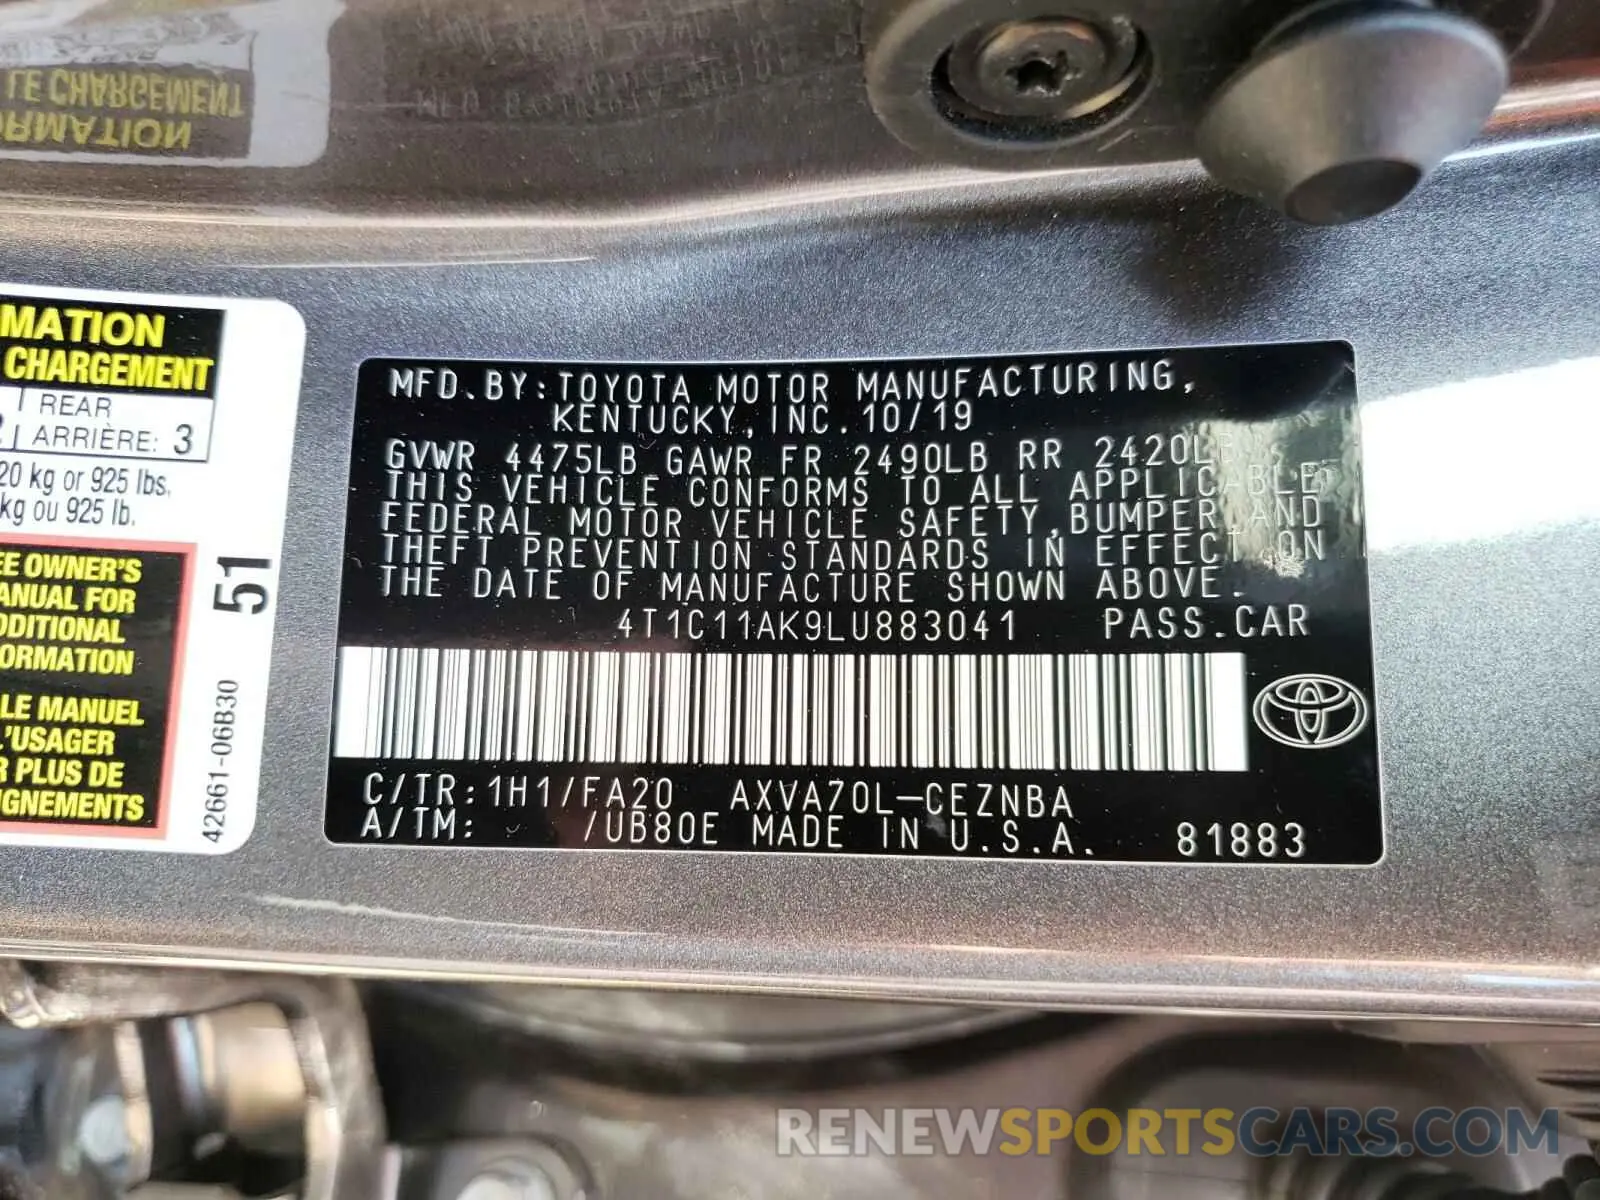 LE CHARGEMENT
ORMATION
MATION
CHARGEMENT
REAR
ARRIÈRE: 3
20 kg or 925 lbs.
kg ou 925 lb.
EE OWNER'S
ANUAL FOR
DDITIONAL
ORMATION
LE MANUEL
L'USAGER
R PLUS DE
IGNEMENTS
51
42661-06B30
MFD.BY:TOYOTA MOTOR MANUFACTURING,
KENTUCKY,INC.10/19
GVWR 4475LB GAWR FR 2490LB RR 2420LB
THIS VEHICLE CONFORMS TO ALL APPLICABLE
FEDERAL MOTOR VEHICLE SAFETY,BUMPER,AND
THEFT PREVENTION STANDARDS IN EFFECT ON
THE DATE OF MANUFACTURE SHOWN ABOVE.
4T1C11AK9LU883041 PASS.CAR
C/TR:1H1/FA20 AXVA70L-CEZNBA
A/TM: /UB80E MADE IN U.S.A. 81883
RENEWSPORTSCARS.COM